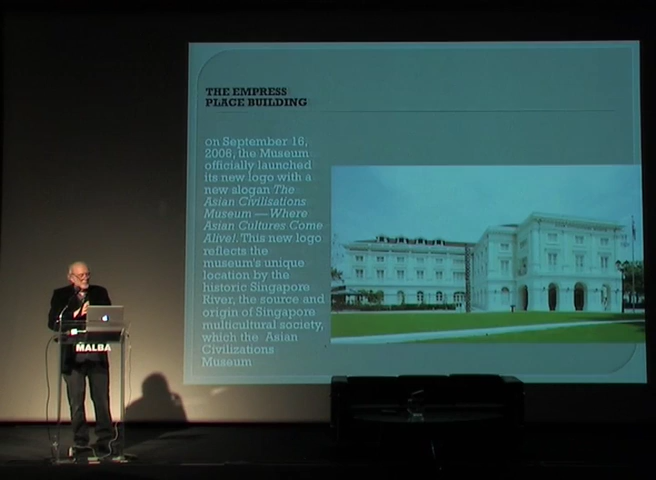 THE EMPRESS
PLACE BUILDING
on September 16,
2006, the Museum
officially launched
its new logo with a
new slogan The
Asian Civilisations
Museum —Where
Asian Cultures Come
Alive!. This new logo
reflects the
museum's unique
location by the
historic Singapore
River, the source and
origin of Singapore
multicultural society,
which the Asian
Civilizations
Museum
MALBA